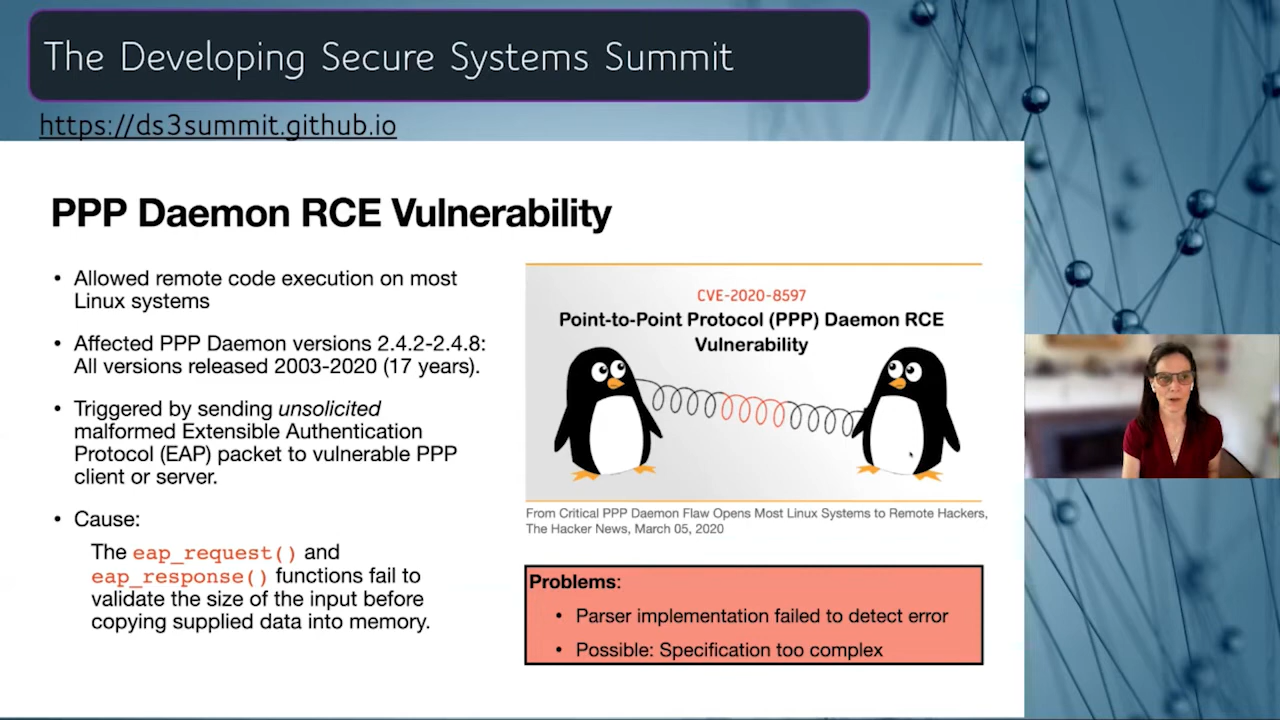 The Developing Secure Systems Summit
https://ds3summit.github.io
PPP Daemon RCE Vulnerability
• Allowed remote code execution on most
Linux systems
• Affected PPP Daemon versions 2.4.2-2.4.8:
All versions released 2003-2020 (17 years).
• Triggered by sending unsolicited
malformed Extensible Authentication
Protocol (EAP) packet to vulnerable PPP
client or server.
• Cause:
The eap_request() and
eap_response() functions fail to
validate the size of the input before
copying supplied data into memory.
CVE-2020-8597
Point-to-Point Protocol (PPP) Daemon RCE
Vulnerability
From Critical PPP Daemon Flaw Opens Most Linux Systems to Remote Hackers,
The Hacker News, March 05, 2020
Problems:
• Parser implementation failed to detect error
• Possible: Specification too complex